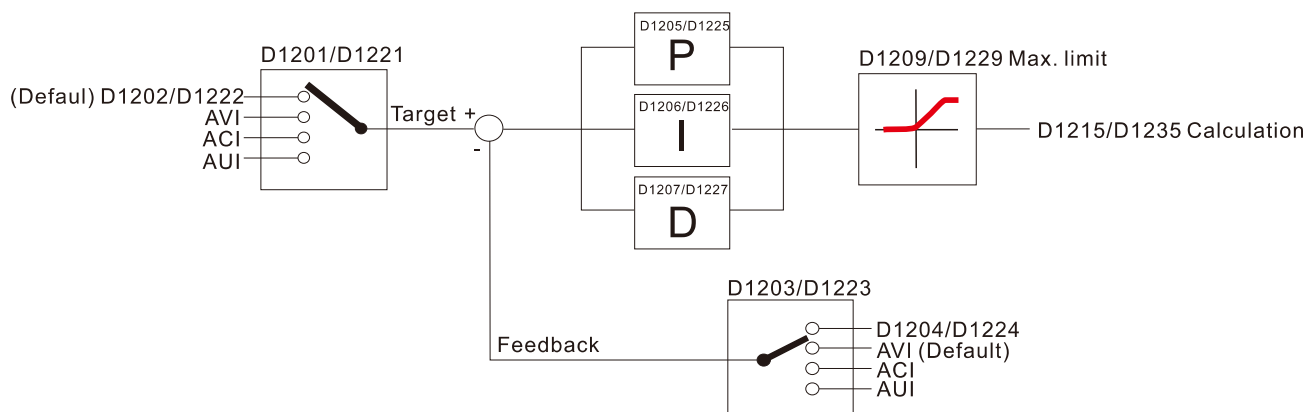 D1201/D1221
(Defaul) D1202/D1222
AVI
ACI
AUI
Target +
-
D1205/D1225
P
D1206/D1226
I
D1207/D1227
D
D1209/D1229 Max. limit
D1215/D1235 Calculation
Feedback
D1203/D1223
D1204/D1224
AVI (Default)
ACI
AUI